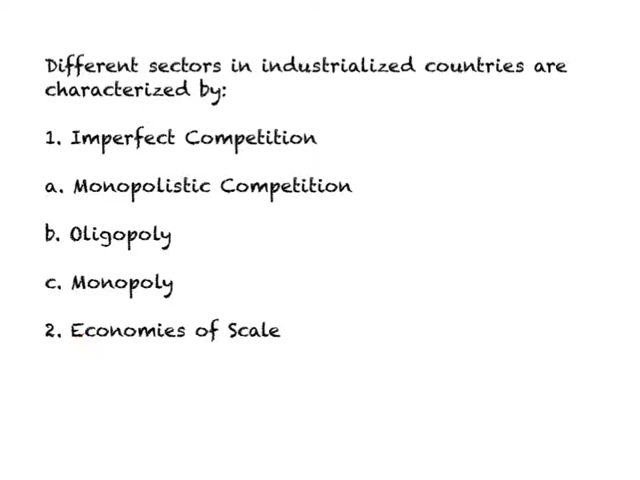 Different sectors in industrialized countries are
characterized by:
1. Imperfect Competition
a. Monopolistic Competition
b. Oligopoly
c. Monopoly
2. Economies of Scale